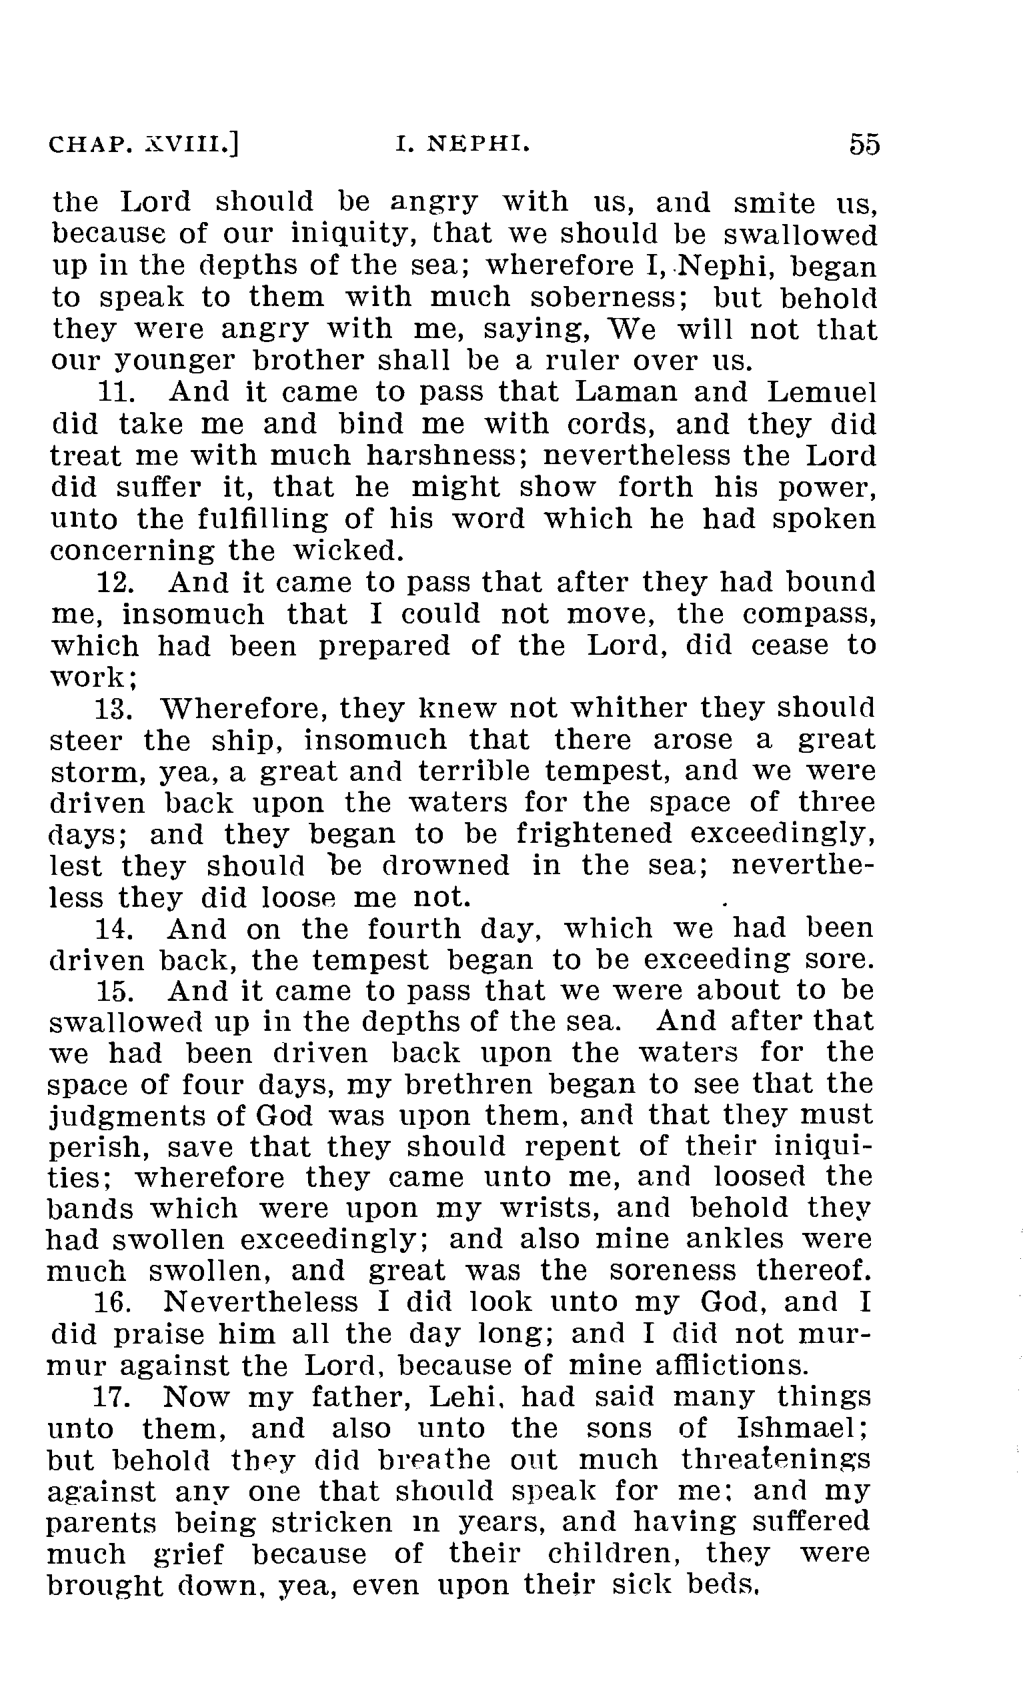 CHAP. XVIII.] I. NEPHI. 55
the Lord should be angry with us, and smite us,
because of our iniquity, that we should be swallowed
up in the depths of the sea; wherefore I, Nephi, began
to speak to them with much soberness; but behold
they were angry with me, saying, We will not that
our younger brother shall be a ruler over us.
11. And it came to pass that Laman and Lemuel
did take me and bind me with cords, and they did
treat me with much harshness; nevertheless the Lord
did suffer it, that he might show forth his power,
unto the fulfilling of his word which he had spoken
concerning the wicked.
12. And it came to pass that after they had bound
me, insomuch that I could not move, the compass,
which had been prepared of the Lord, did cease to
work;
13. Wherefore, they knew not whither they should
steer the ship, insomuch that there arose a great
storm, yea, a great and terrible tempest, and we were
driven back upon the waters for the space of three
days; and they began to be frightened exceedingly,
lest they should be drowned in the sea; neverthe-
less they did loose me not.
14. And on the fourth day, which we had been
driven back, the tempest began to be exceeding sore.
15. And it came to pass that we were about to be
swallowed up in the depths of the sea. And after that
we had been driven back upon the waters for the
space of four days, my brethren began to see that the
judgments of God was upon them, and that they must
perish, save that they should repent of their iniqui-
ties; wherefore they came unto me, and loosed the
bands which were upon my wrists, and behold they
had swollen exceedingly; and also mine ankles were
much swollen, and great was the soreness thereof.
16. Nevertheless I did look unto my God, and I
did praise him all the day long; and I did not mur-
mur against the Lord, because of mine afflictions.
17. Now my father, Lehi, had said many things
unto them, and also unto the sons of Ishmael;
but behold they did breathe out much threatenings
against any one that should speak for me; and my
parents being stricken in years, and having suffered
much grief because of their children, they were
brought down, yea, even upon their sick beds.